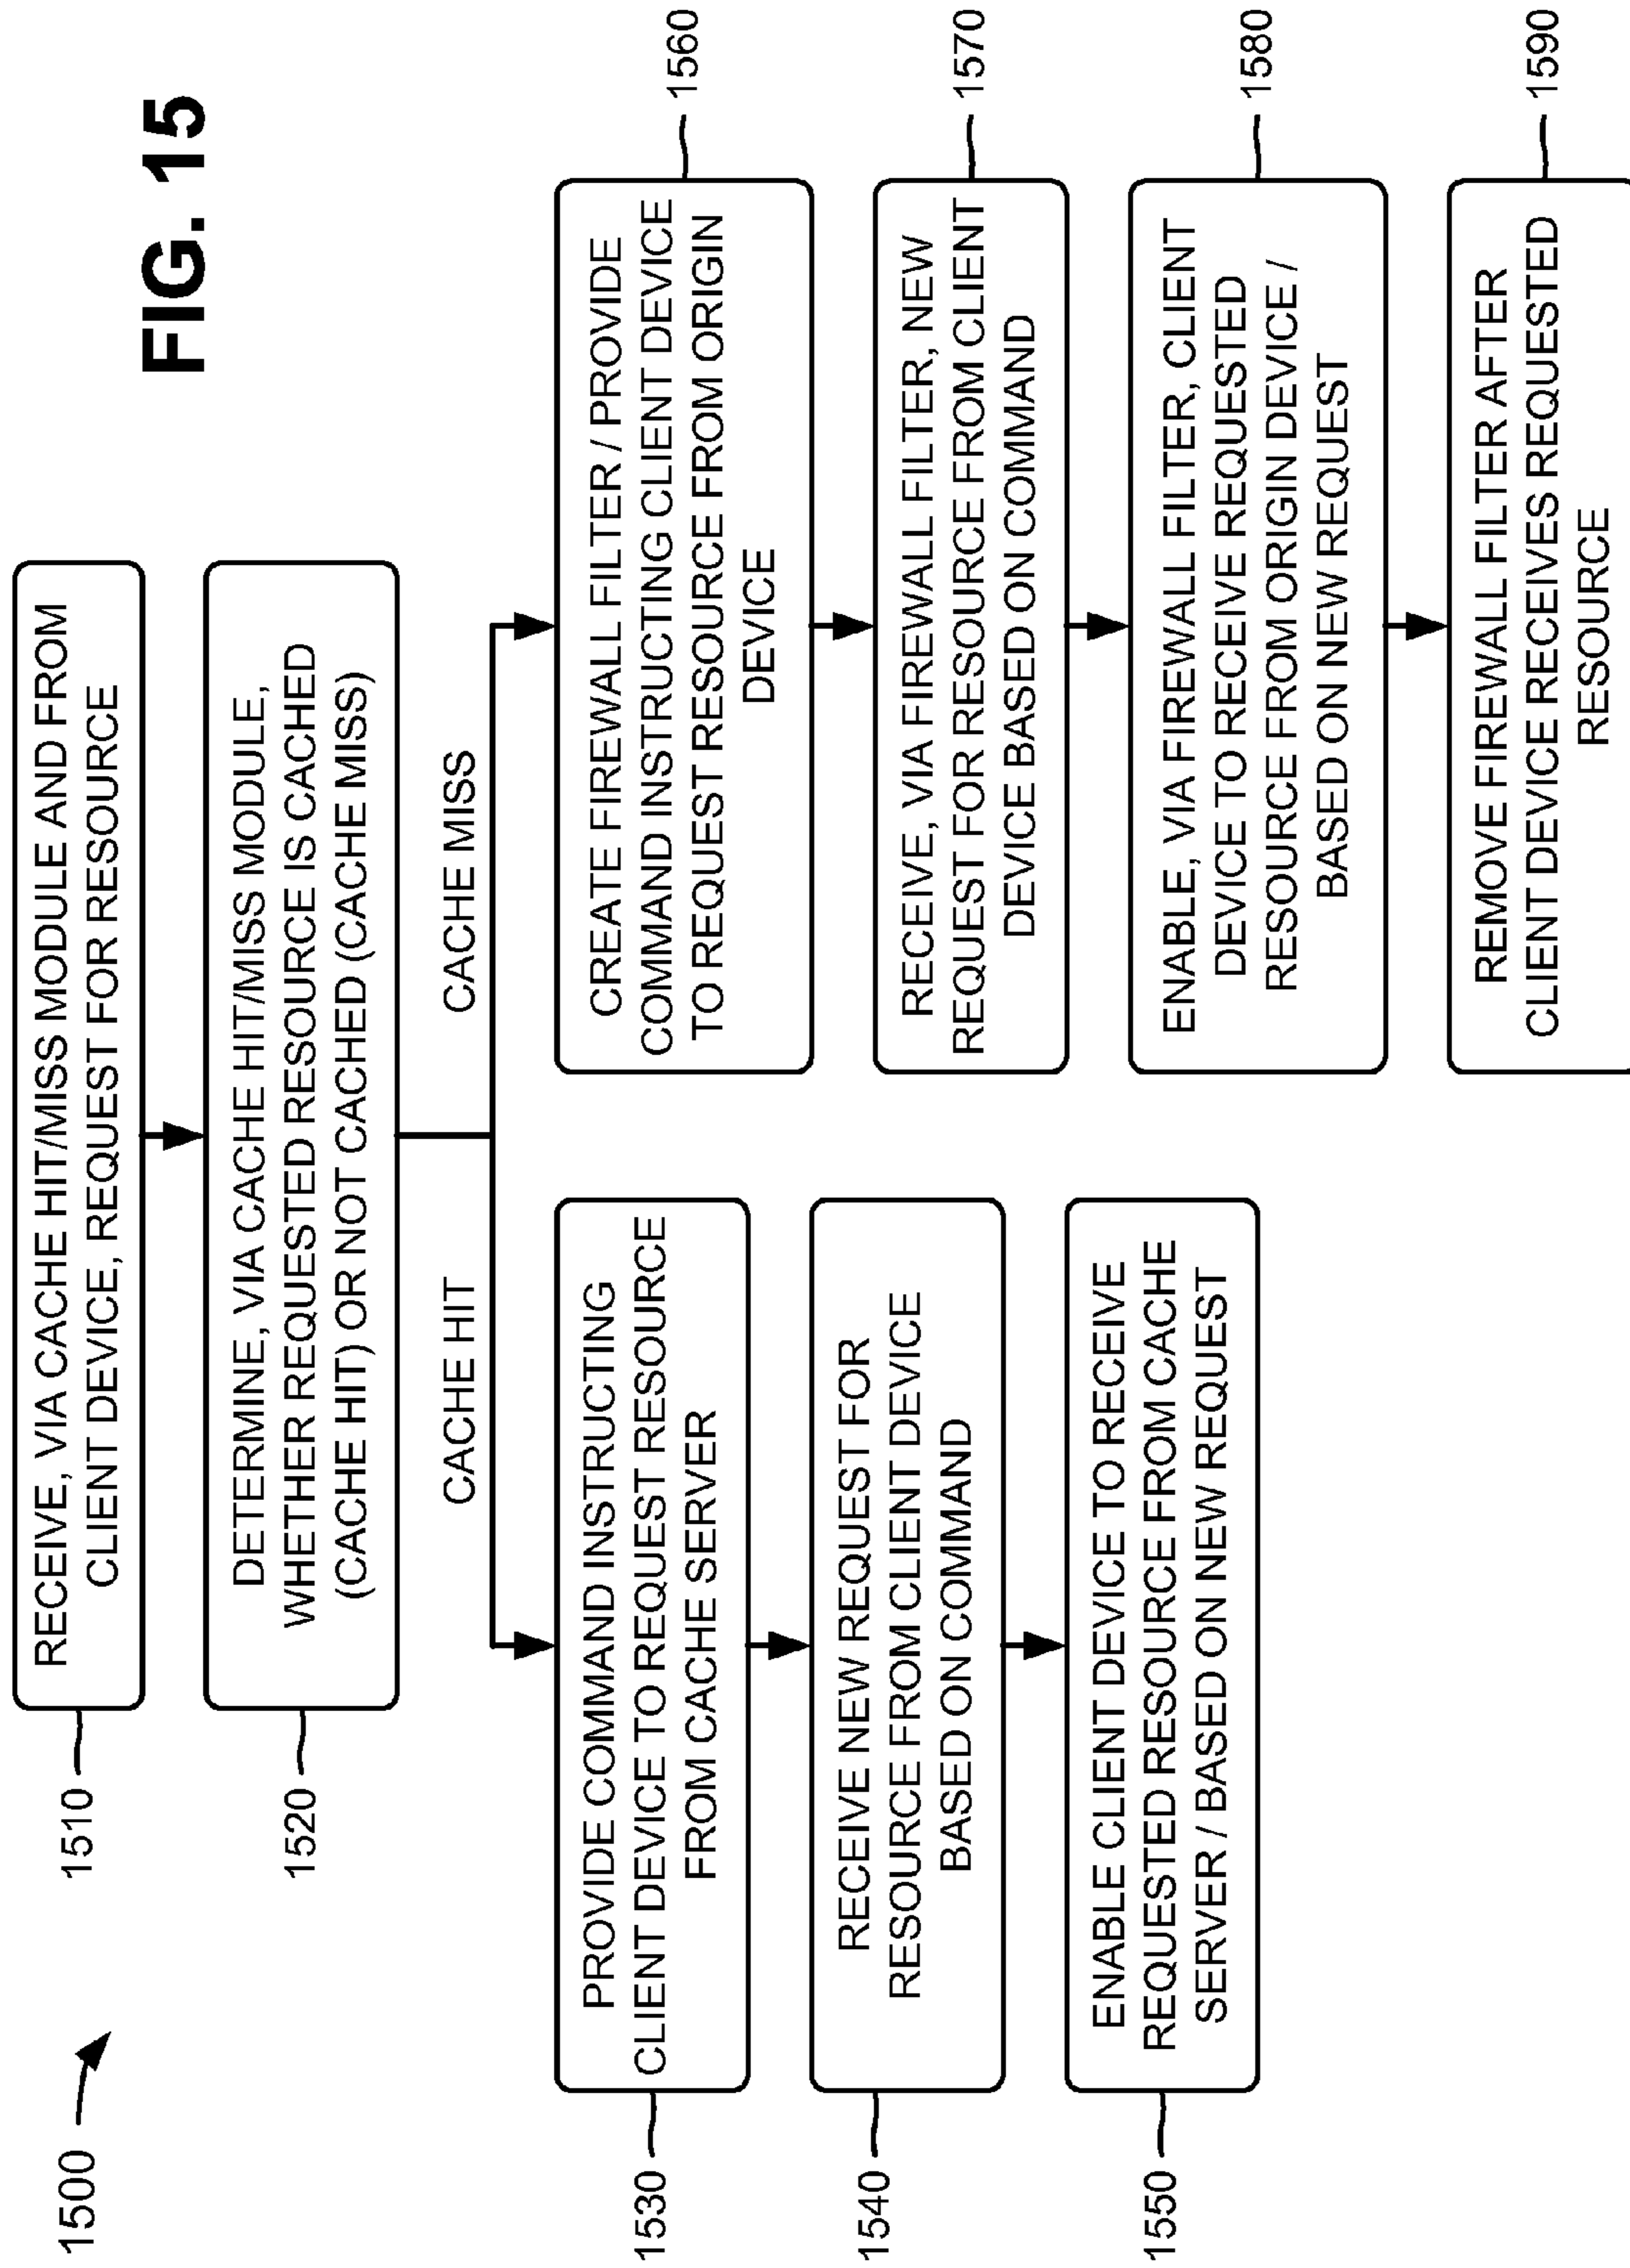 FIG. 15
1500
1510
RECEIVE, VIA CACHE HIT/MISS MODULE AND FROM
CLIENT DEVICE, REQUEST FOR RESOURCE
1520
DETERMINE, VIA CACHE HIT/MISS MODULE,
WHETHER REQUESTED RESOURCE IS CACHED
(CACHE HIT) OR NOT CACHED (CACHE MISS)
CACHE HIT
CACHE MISS
1530
PROVIDE COMMAND INSTRUCTING
CLIENT DEVICE TO REQUEST RESOURCE
FROM CACHE SERVER
1540
RECEIVE NEW REQUEST FOR
RESOURCE FROM CLIENT DEVICE
BASED ON COMMAND
1550
ENABLE CLIENT DEVICE TO RECEIVE
REQUESTED RESOURCE FROM CACHE
SERVER / BASED ON NEW REQUEST
1560
CREATE FIREWALL FILTER / PROVIDE
COMMAND INSTRUCTING CLIENT DEVICE
TO REQUEST RESOURCE FROM ORIGIN
DEVICE
1570
RECEIVE, VIA FIREWALL FILTER, NEW
REQUEST FOR RESOURCE FROM CLIENT
DEVICE BASED ON COMMAND
1580
ENABLE, VIA FIREWALL FILTER, CLIENT
DEVICE TO RECEIVE REQUESTED
RESOURCE FROM ORIGIN DEVICE /
BASED ON NEW REQUEST
1590
REMOVE FIREWALL FILTER AFTER
CLIENT DEVICE RECEIVES REQUESTED
RESOURCE